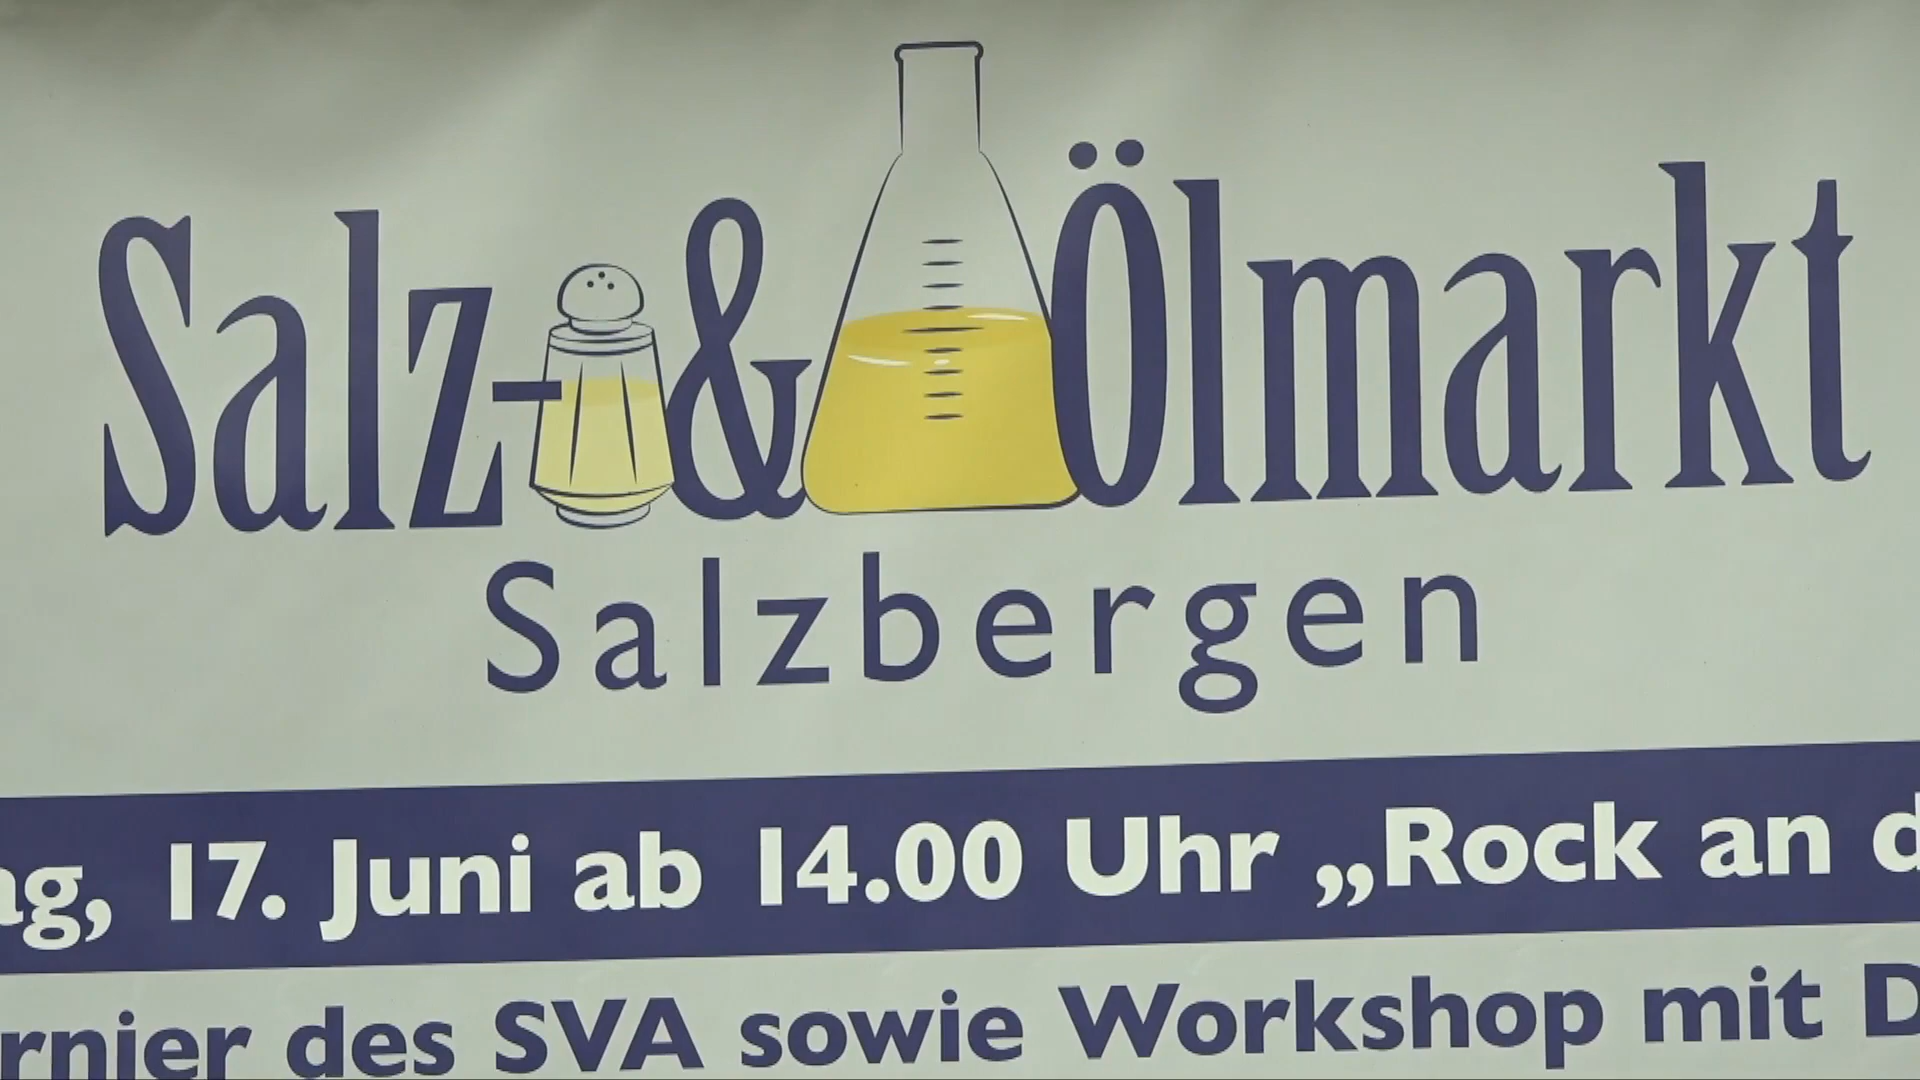 Salz- & Ölmarkt
Salzbergen
17. Juni ab 14.00 Uhr „Rock an
des SVA sowie Workshop mit